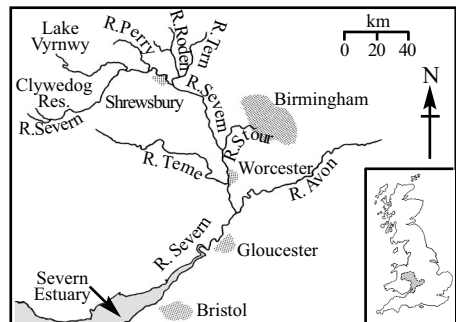 Lake
Vyrnwy
R.Perry
R.Roden
R.Tern
km
0 20 40
N
Clywedog
Res.
R.Severn
Shrewsbury
R.Severn
Birmingham
R.Stour
R.Teme
Worcester
R.Avon
R. Severn
Gloucester
Severn
Estuary
Bristol